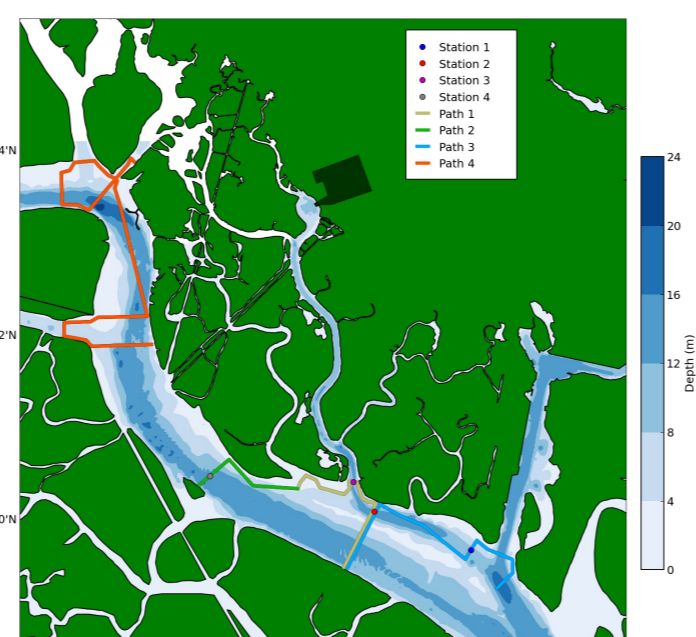 Station 1
Station 2
Station 3
Station 4
Path 1
Path 2
Path 3
Path 4
4'N
2'N
0'N
24
20
16
12
8
4
0
Depth (m)